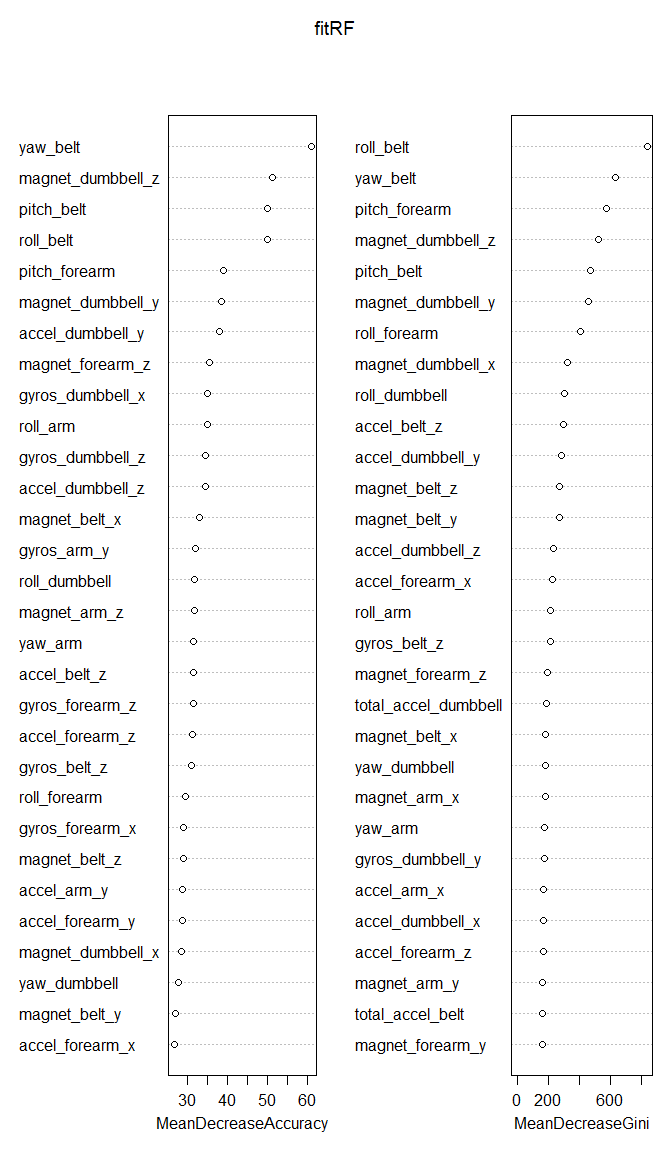 fitRF
yaw_belt
magnet_dumbbell_z
pitch_belt
roll_belt
pitch_forearm
magnet_dumbbell_y
accel_dumbbell_y
magnet_forearm_z
gyros_dumbbell_x
roll_arm
gyros_dumbbell_z
accel_dumbbell_z
magnet_belt_x
gyros_arm_y
roll_dumbbell
magnet_arm_z
yaw_arm
accel_belt_z
gyros_forearm_z
accel_forearm_z
gyros_belt_z
roll_forearm
gyros_forearm_x
magnet_belt_z
accel_arm_y
accel_forearm_y
magnet_dumbbell_x
yaw_dumbbell
magnet_belt_y
accel_forearm_x
30 40 50 60
MeanDecreaseAccuracy
roll_belt
yaw_belt
pitch_forearm
magnet_dumbbell_z
pitch_belt
magnet_dumbbell_y
roll_forearm
magnet_dumbbell_x
roll_dumbbell
accel_belt_z
accel_dumbbell_y
magnet_belt_z
magnet_belt_y
accel_dumbbell_z
accel_forearm_x
roll_arm
gyros_belt_z
magnet_forearm_z
total_accel_dumbbell
magnet_belt_x
yaw_dumbbell
magnet_arm_x
yaw_arm
gyros_dumbbell_y
accel_arm_x
accel_dumbbell_x
accel_forearm_z
magnet_arm_y
total_accel_belt
magnet_forearm_y
0 200 600
MeanDecreaseGini